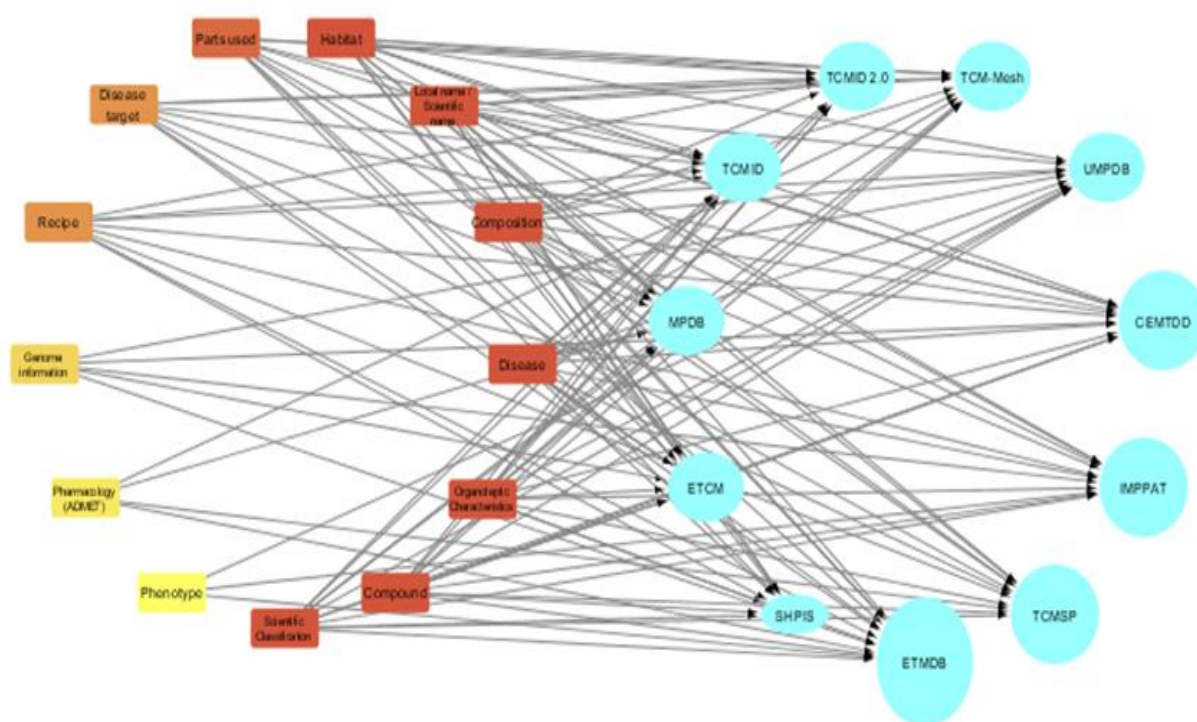 Parts used
Habitat
Disease
target
Local name /
Scientific
name
TCMID 2.0
TCM-Mesh
TCMID
UMPDB
Recipe
Composition
MPDB
CEMTDD
Genome
information
Disease
Pharmacology
(ADMET)
Organoleptic
Characteristics
ETCM
IMPPAT
Phenotype
Compound
Scientific
Classification
SHPIS
TCMSP
ETMDB